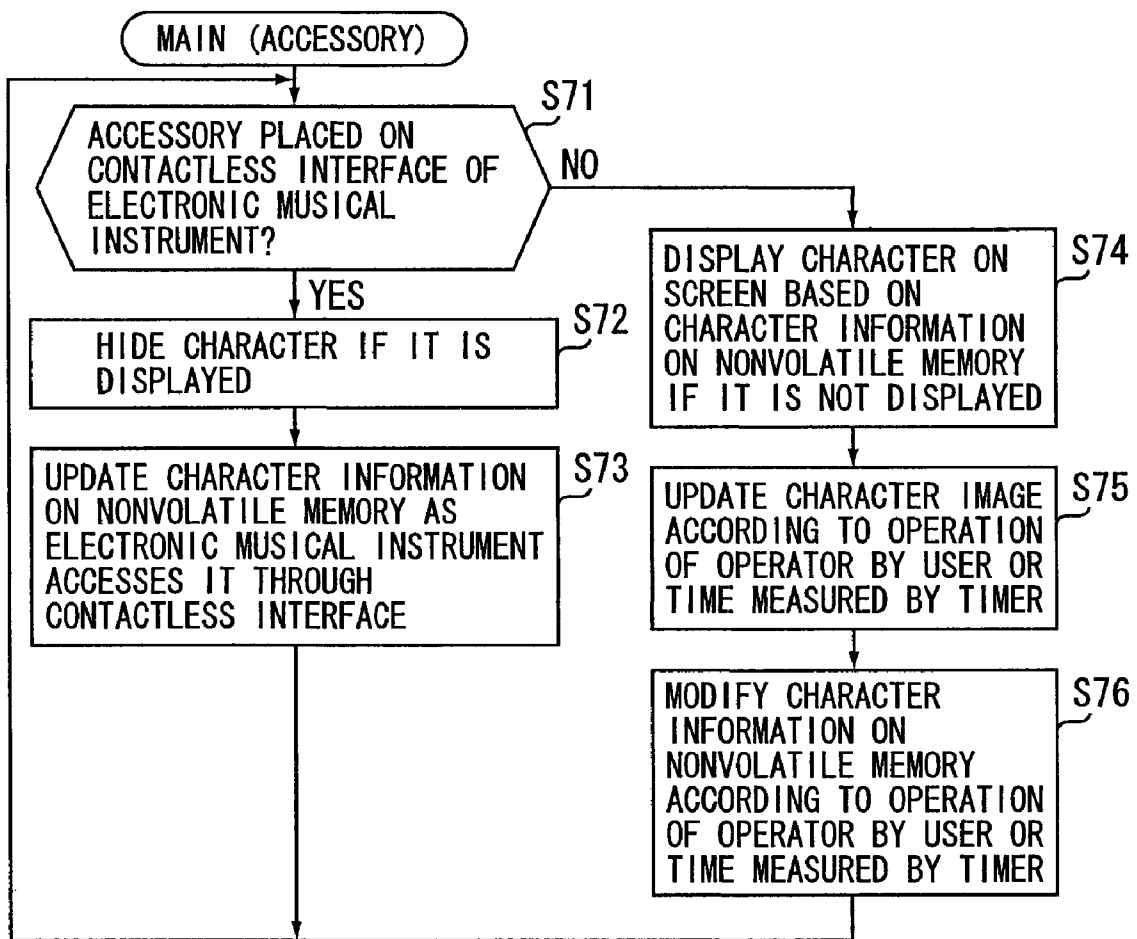 MAIN (ACCESSORY)
S71
ACCESSORY PLACED ON
CONTACTLESS INTERFACE OF
ELECTRONIC MUSICAL
INSTRUMENT?
NO
YES
S72
HIDE CHARACTER IF IT IS
DISPLAYED
S73
UPDATE CHARACTER INFORMATION
ON NONVOLATILE MEMORY AS
ELECTRONIC MUSICAL INSTRUMENT
ACCESSES IT THROUGH
CONTACTLESS INTERFACE
S74
DISPLAY CHARACTER ON
SCREEN BASED ON
CHARACTER INFORMATION
ON NONVOLATILE MEMORY
IF IT IS NOT DISPLAYED
S75
UPDATE CHARACTER IMAGE
ACCORDING TO OPERATION
OF OPERATOR BY USER OR
TIME MEASURED BY TIMER
S76
MODIFY CHARACTER
INFORMATION ON
NONVOLATILE MEMORY
ACCORDING TO OPERATION
OF OPERATOR BY USER OR
TIME MEASURED BY TIMER